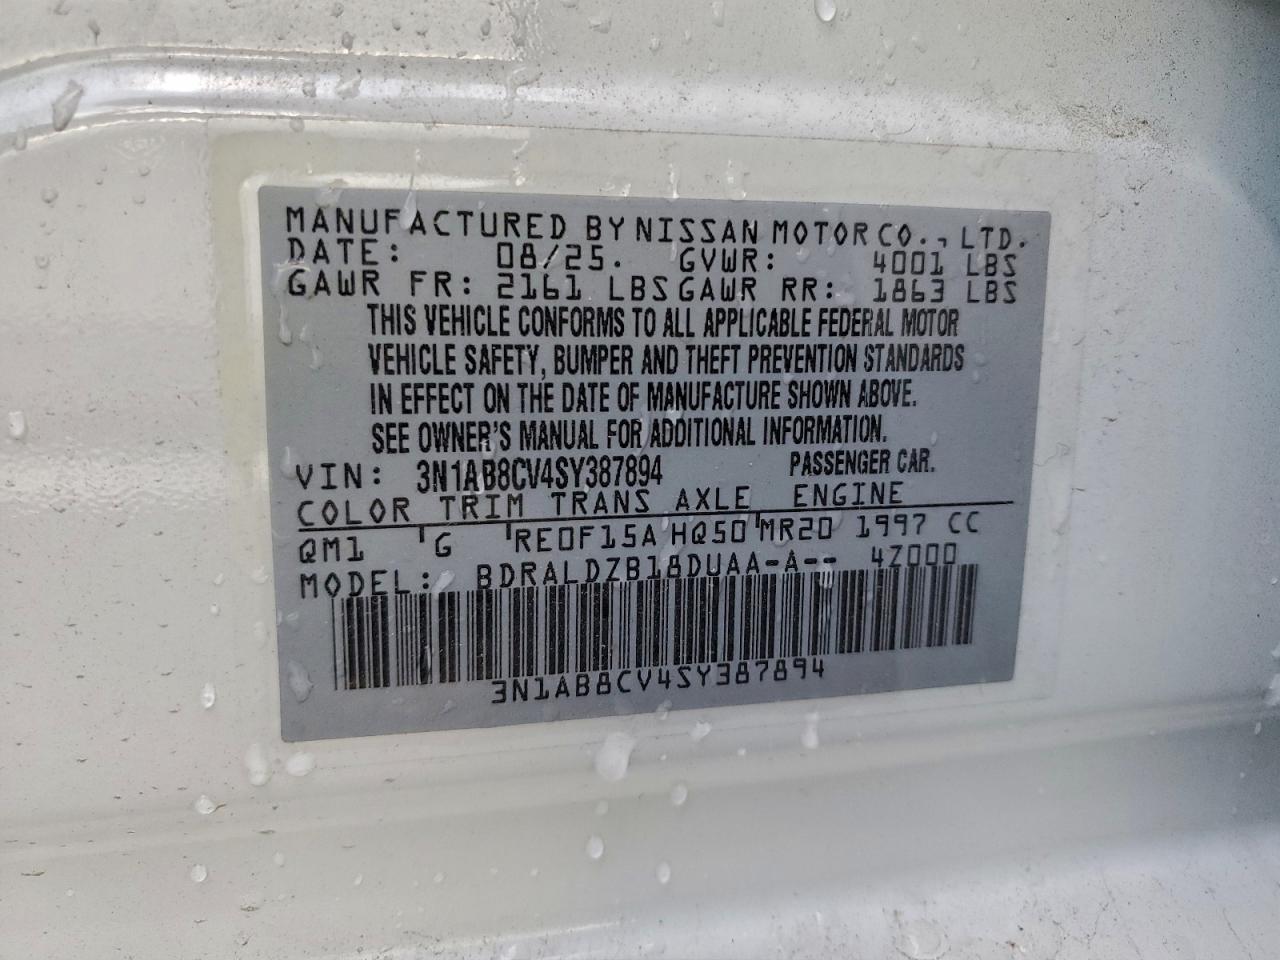 MANUFACTURED BY NISSAN MOTOR CO., LTD.
DATE: 08/25. GVWR: 4001 LBS
GAWR FR: 2161 LBS GAWR RR: 1863 LBS
THIS VEHICLE CONFORMS TO ALL APPLICABLE FEDERAL MOTOR
VEHICLE SAFETY, BUMPER AND THEFT PREVENTION STANDARDS
IN EFFECT ON THE DATE OF MANUFACTURE SHOWN ABOVE.
SEE OWNER'S MANUAL FOR ADDITIONAL INFORMATION.
VIN: 3N1AB8CV4SY387894 PASSENGER CAR.
COLOR TRIM TRANS AXLE ENGINE
QM1 G RE0F15A HQ50 MR20 1997 CC
MODEL: BDRALDZB18DUAA-A-- 4Z000
3N1AB8CV4SY387894